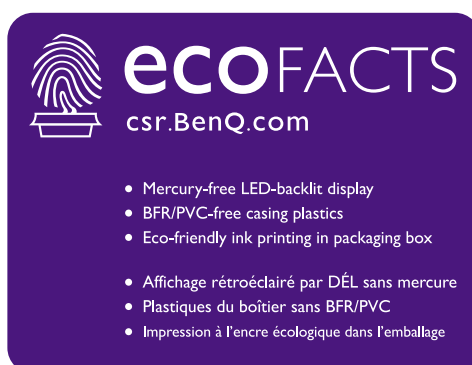 ecoFACTS
csr.BenQ.com
• Mercury-free LED-backlit display
• BFR/PVC-free casing plastics
• Eco-friendly ink printing in packaging box
• Affichage rétroéclairé par DÉL sans mercure
• Plastiques du boîtier sans BFR/PVC
• Impression à l'encre écologique dans l'emballage